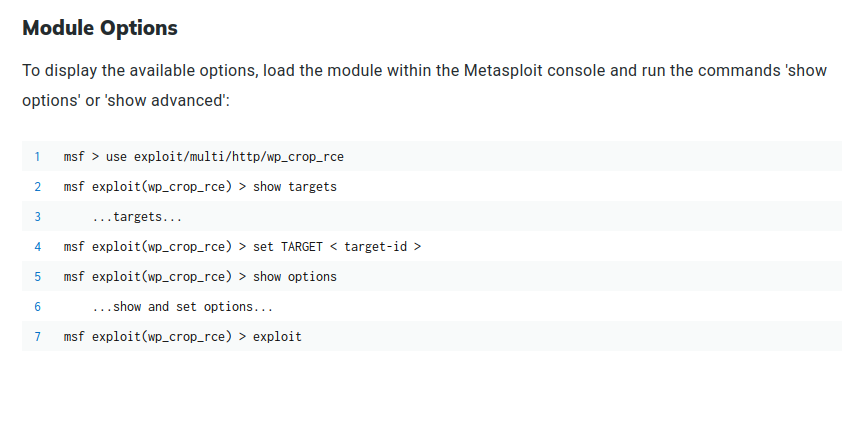 Module Options
To display the available options, load the module within the Metasploit console and run the commands 'show
options' or 'show advanced':
1 msf > use exploit/multi/http/wp_crop_rce
2 msf exploit(wp_crop_rce) > show targets
3 ...targets...
4 msf exploit(wp_crop_rce) > set TARGET < target-id >
5 msf exploit(wp_crop_rce) > show options
6 ...show and set options...
7 msf exploit(wp_crop_rce) > exploit